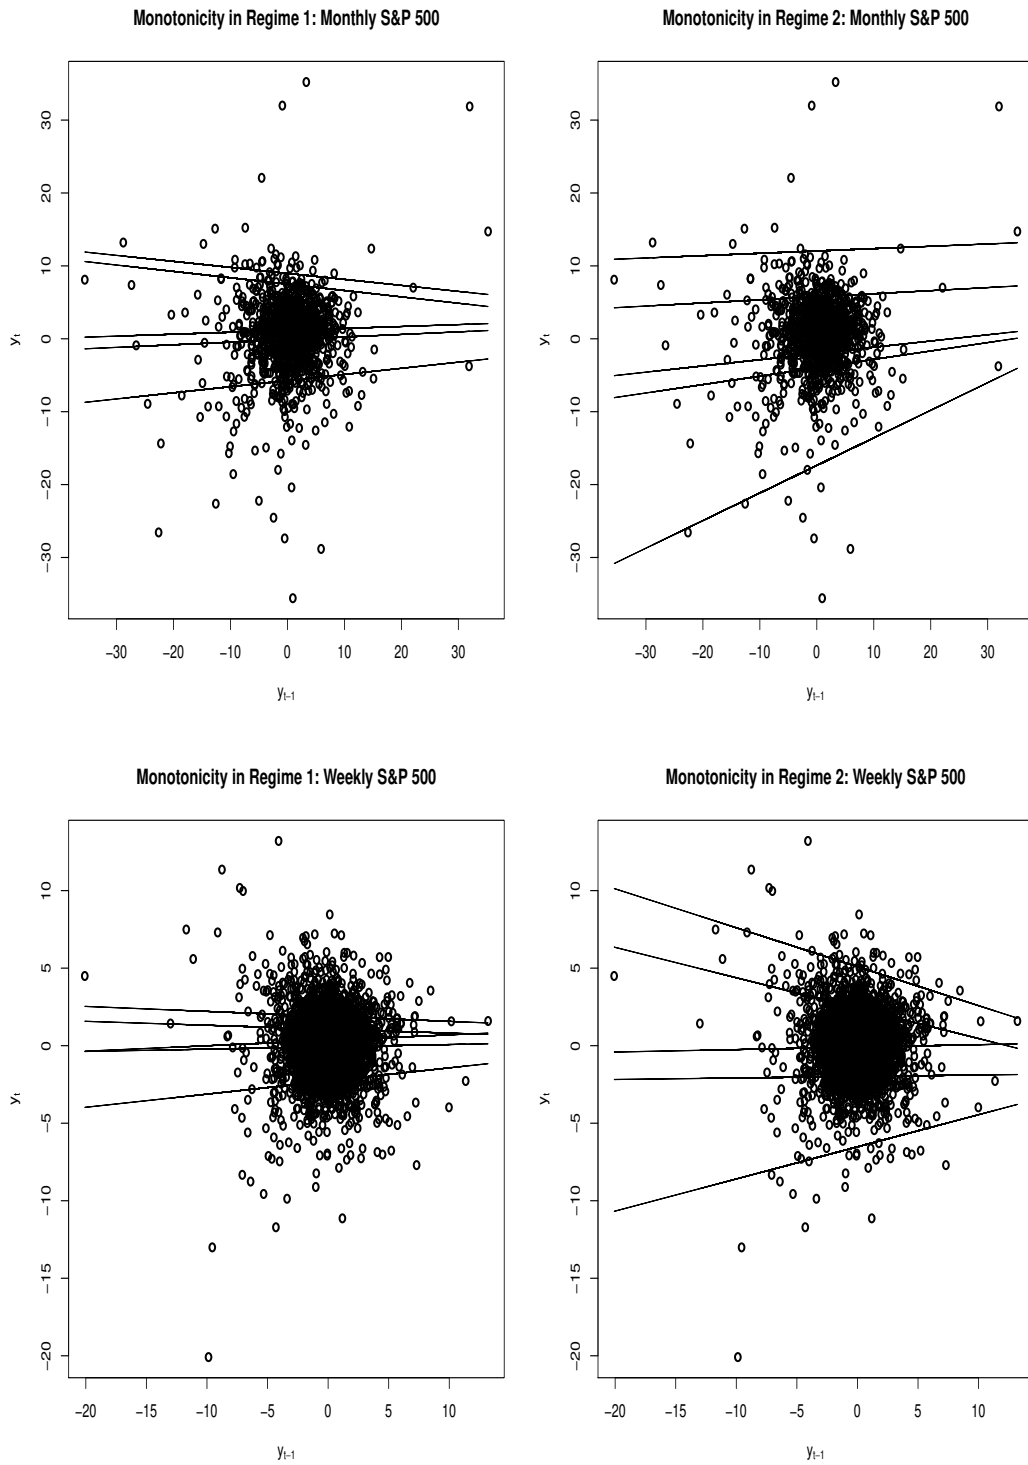 Monotonicity in Regime 1: Monthly S&P 500
Monotonicity in Regime 2: Monthly S&P 500
30
20
10
0
−10
−20
−30
yt
−30 −20 −10 0 10 20 30
yt−1
30
20
10
0
−10
−20
−30
yt
−30 −20 −10 0 10 20 30
yt−1
Monotonicity in Regime 1: Weekly S&P 500
Monotonicity in Regime 2: Weekly S&P 500
10
5
0
−5
−10
−15
−20
yt
−20 −15 −10 −5 0 5 10
yt−1
10
5
0
−5
−10
−15
−20
yt
−20 −15 −10 −5 0 5 10
yt−1